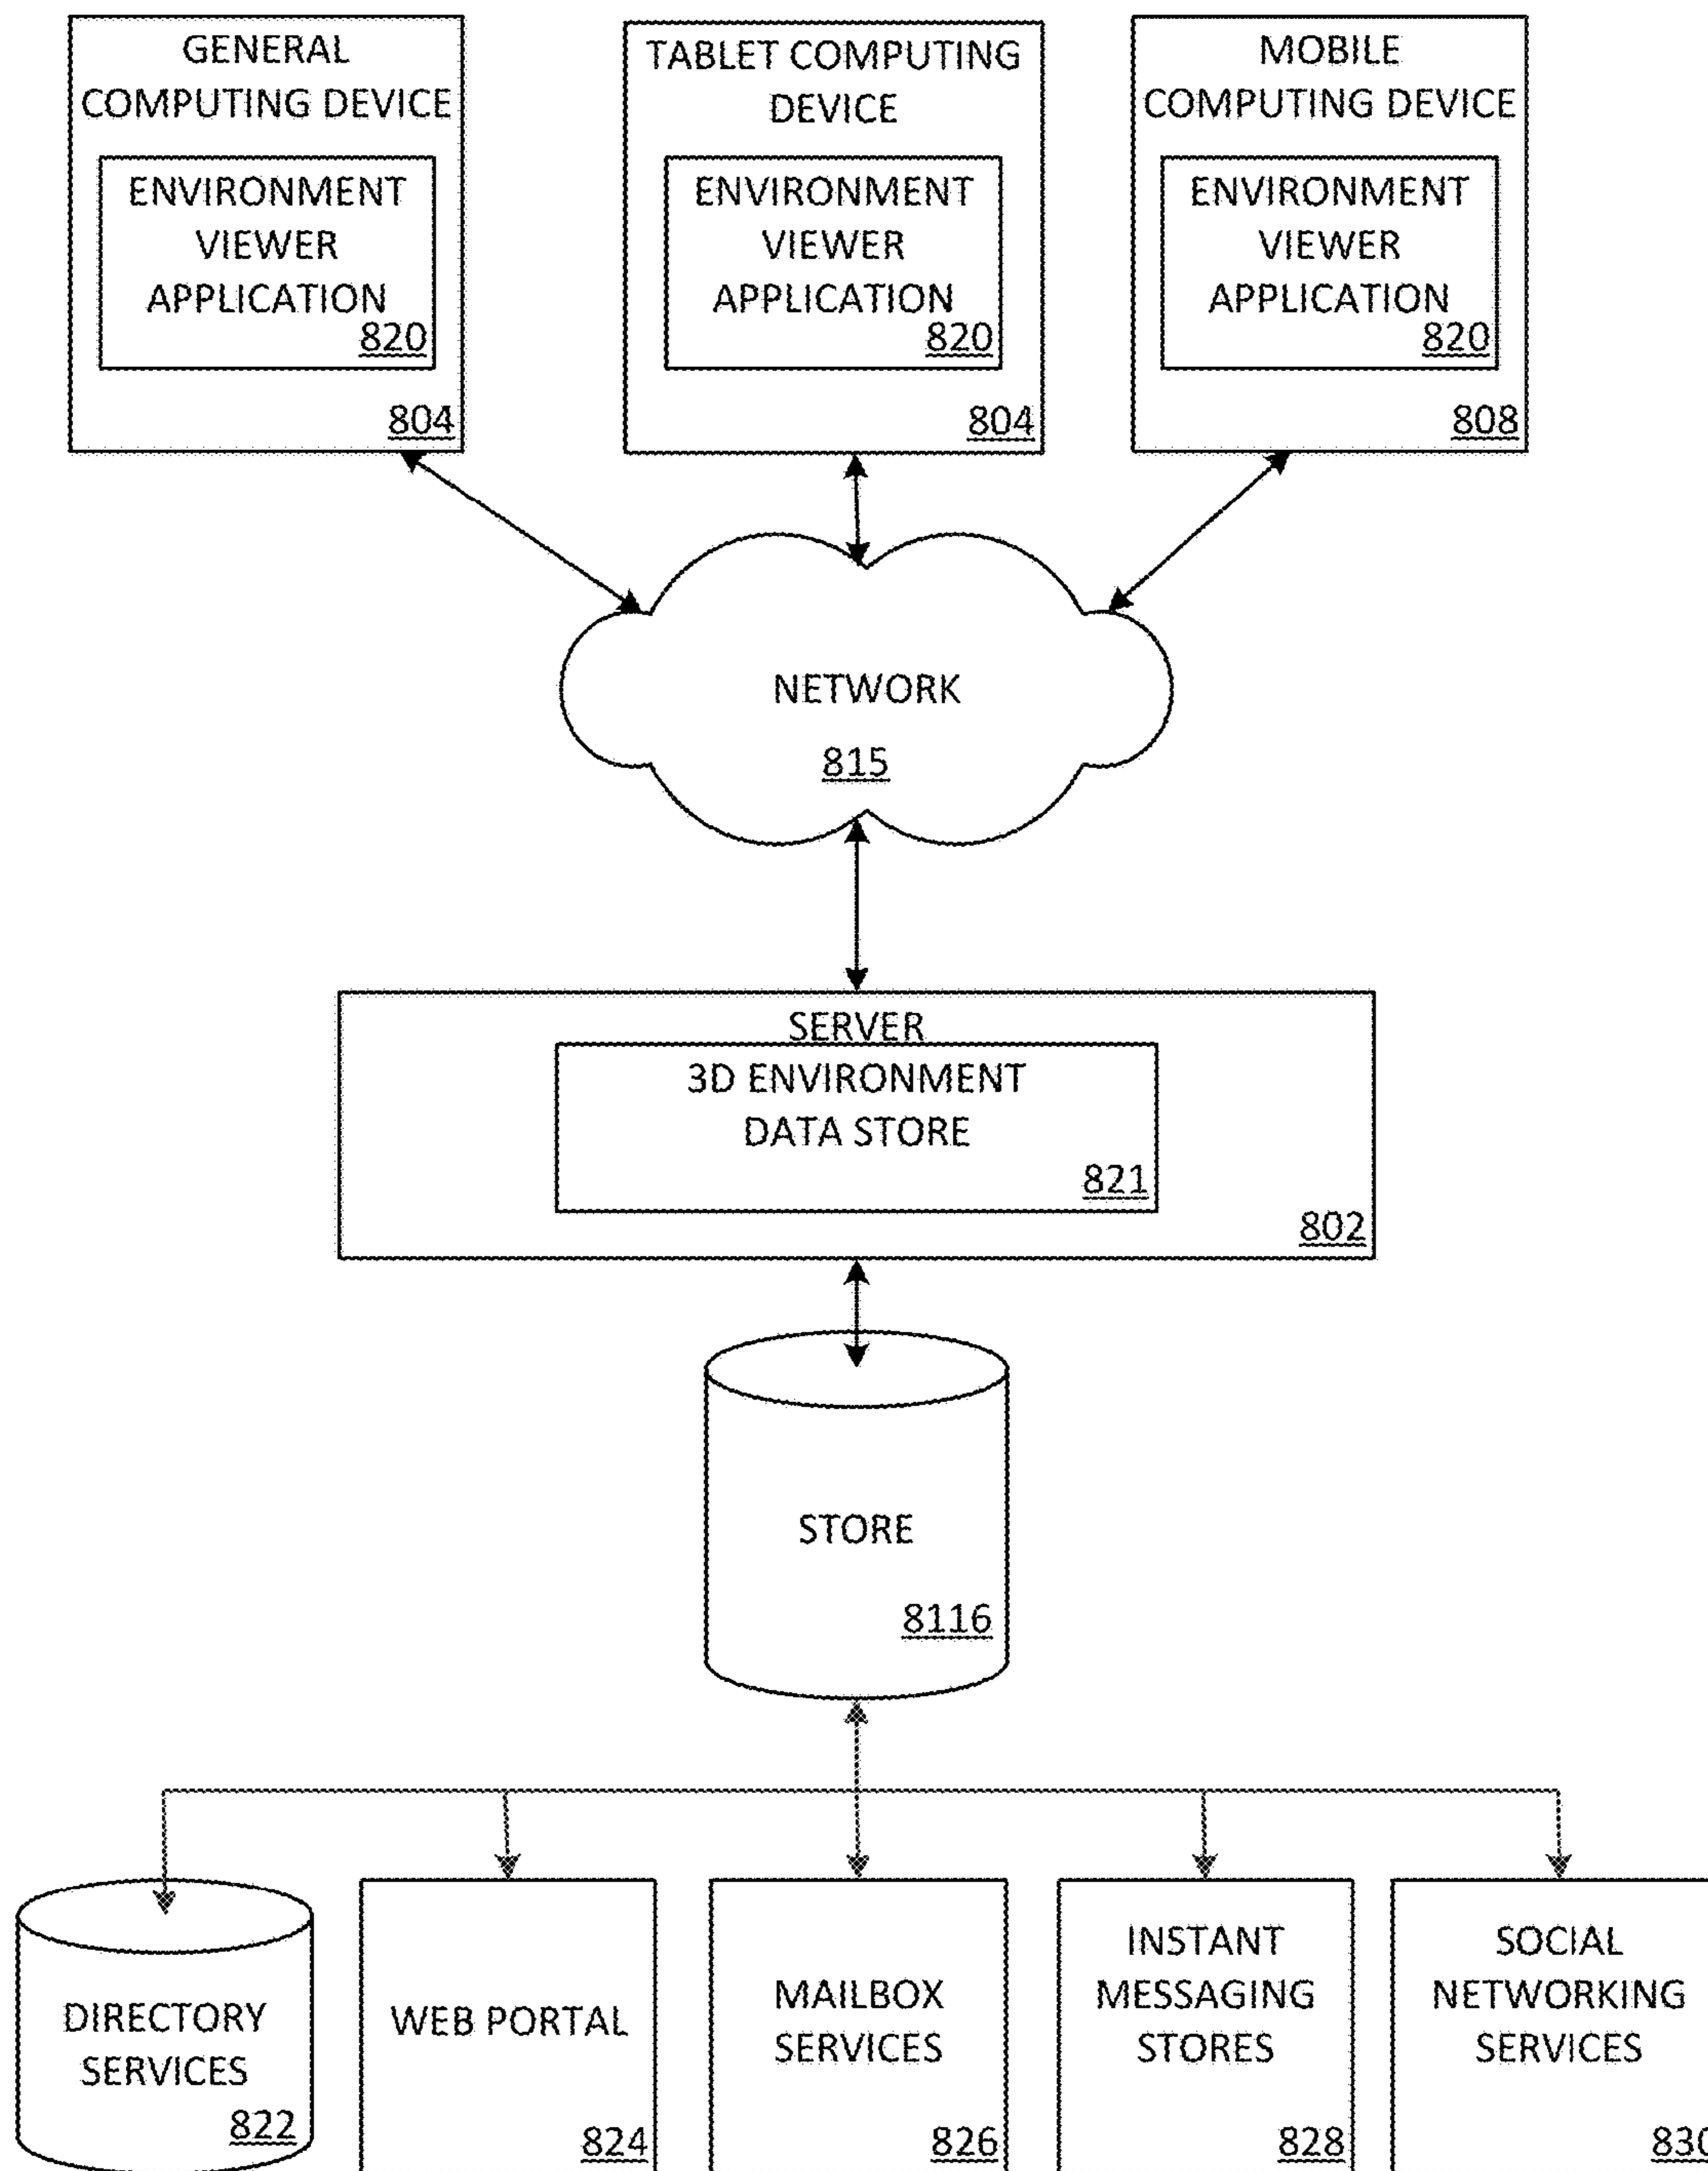 GENERAL
COMPUTING DEVICE
ENVIRONMENT
VIEWER
APPLICATION
820
804
TABLET COMPUTING
DEVICE
ENVIRONMENT
VIEWER
APPLICATION
820
804
MOBILE
COMPUTING DEVICE
ENVIRONMENT
VIEWER
APPLICATION
820
808
NETWORK
815
SERVER
3D ENVIRONMENT
DATA STORE
821
802
STORE
8116
DIRECTORY
SERVICES
822
WEB PORTAL
824
MAILBOX
SERVICES
826
INSTANT
MESSAGING
STORES
828
SOCIAL
NETWORKING
SERVICES
830